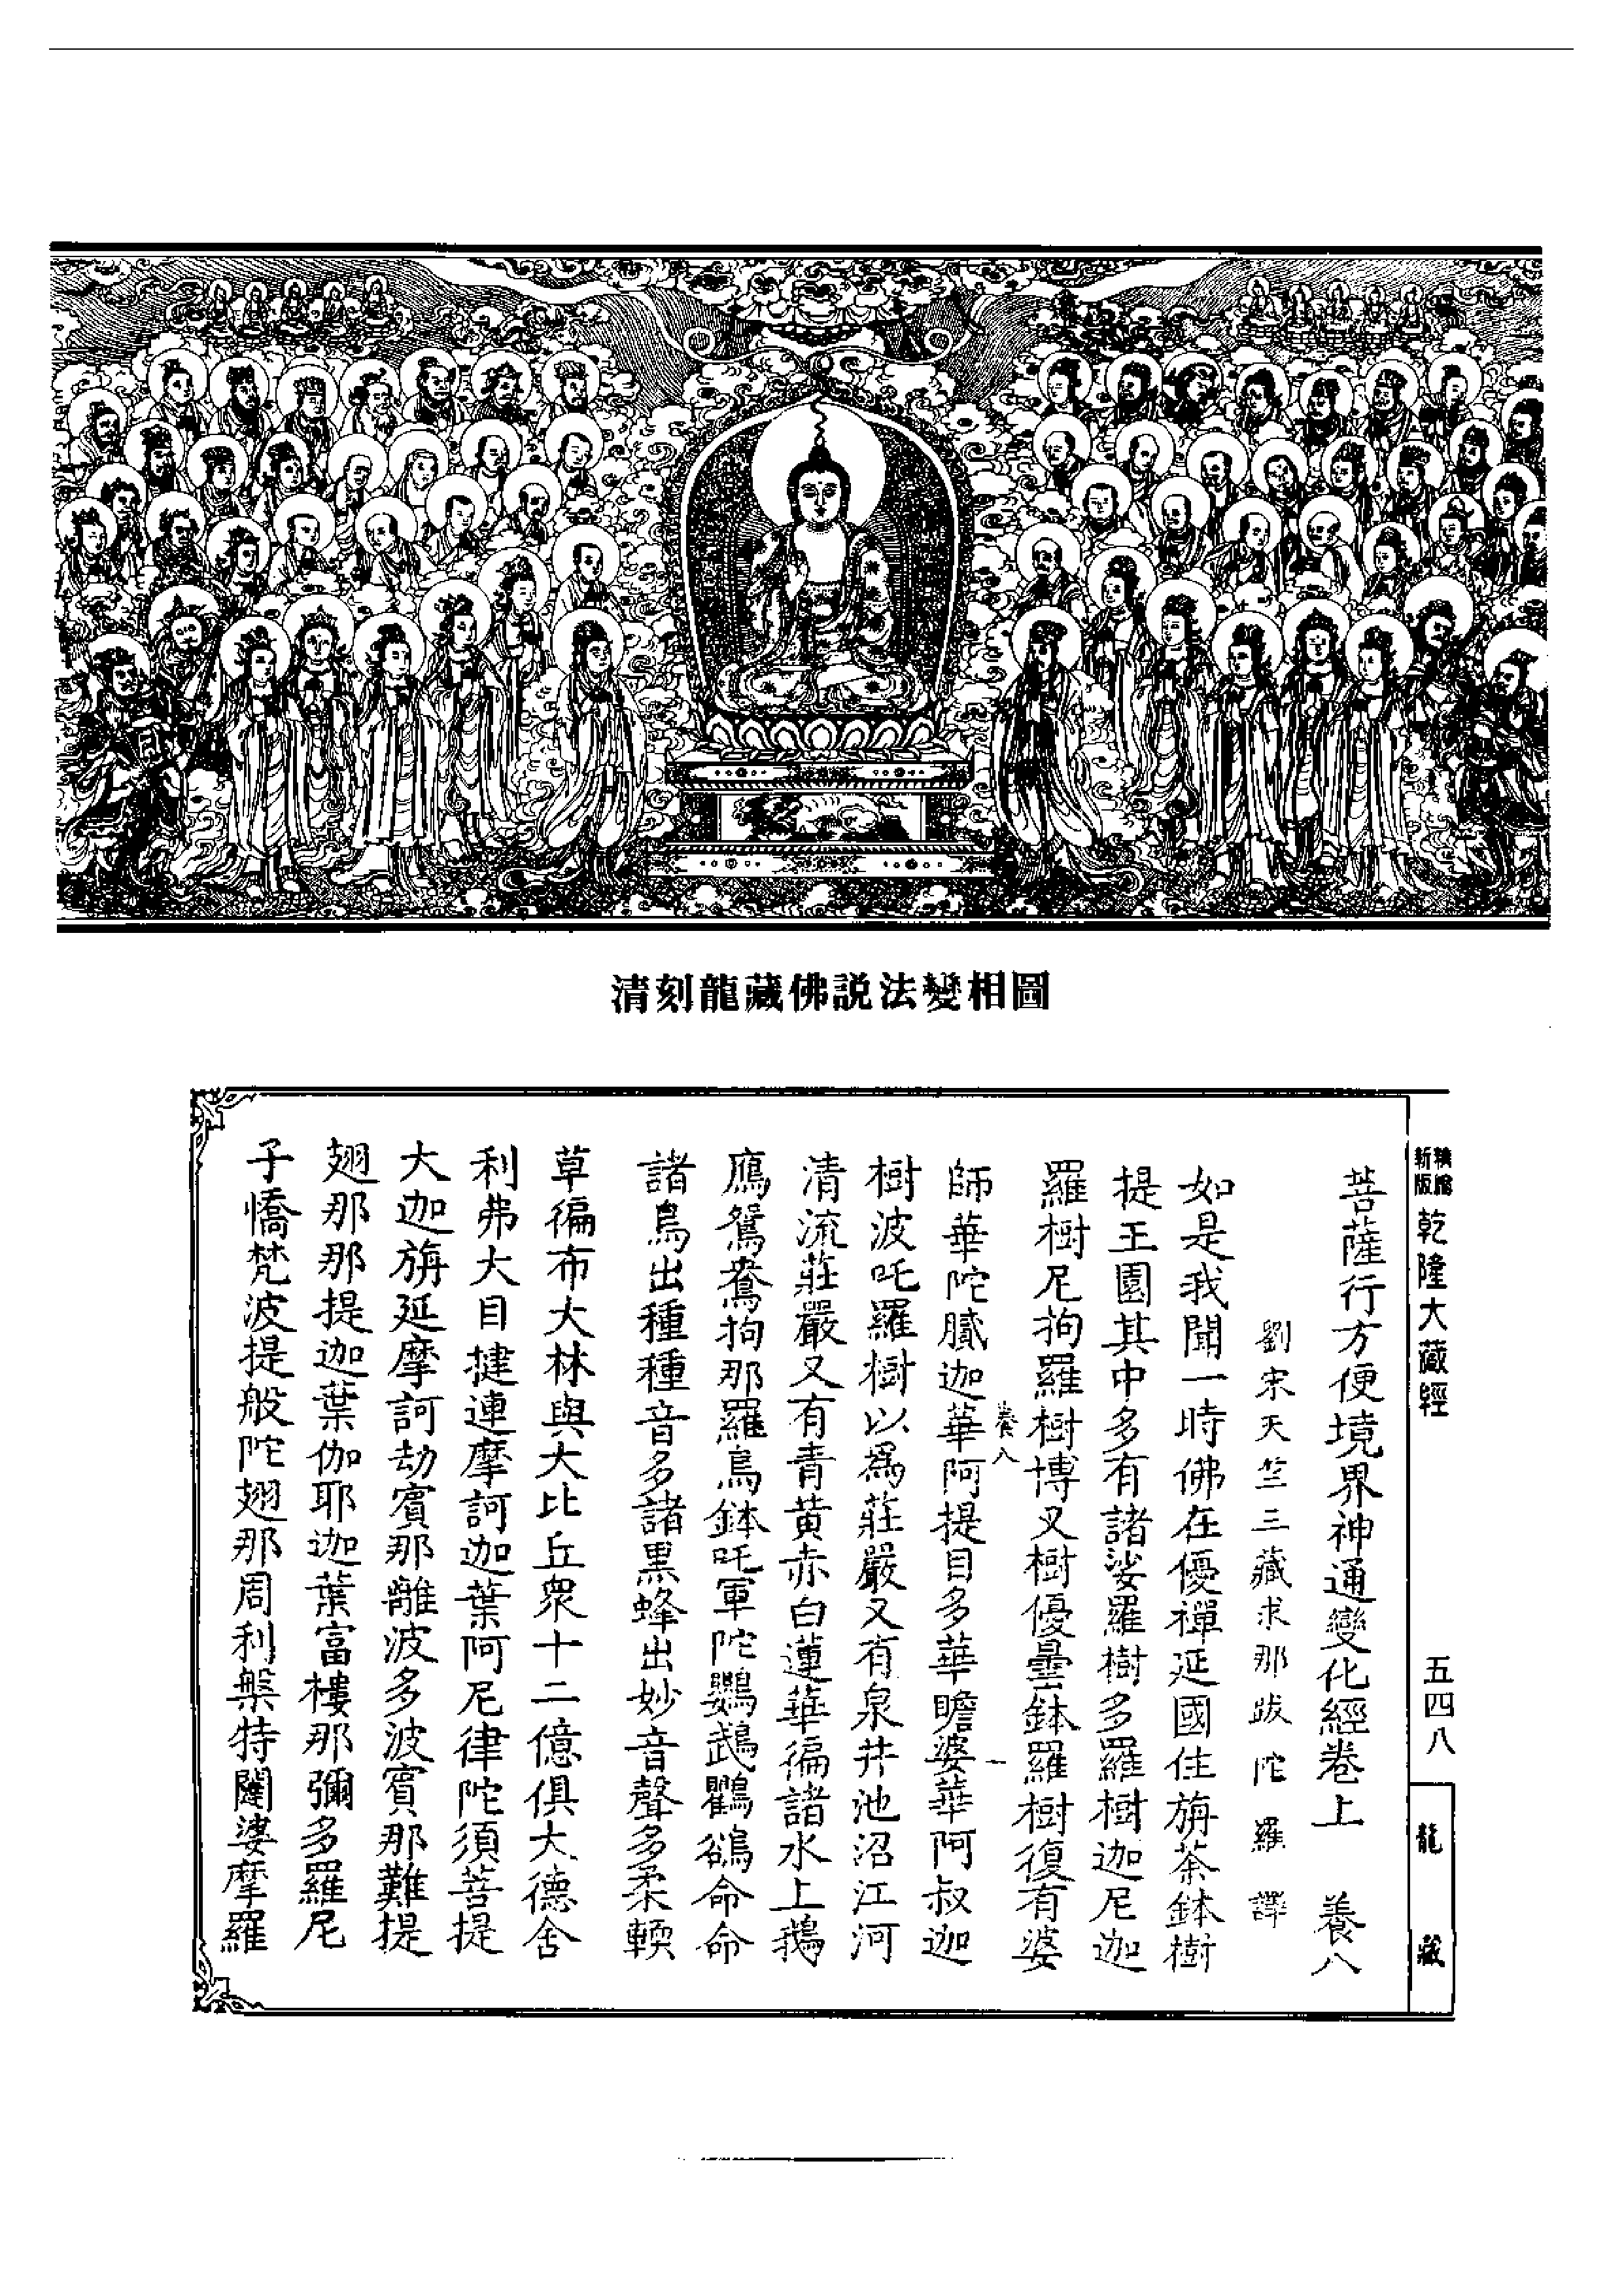 清刻龍藏佛説法變相圖
精縮新版乾隆大藏經
五四八
龍藏
菩薩行方便境界神通變化經卷上 養八
劉宋天竺三藏求那跋陀羅譯
如是我聞一時佛在優禪延國住旃荼鉢樹
提王園其中多有諸娑羅樹多羅樹迦尼迦
羅樹尼拘羅樹博叉樹優曇鉢羅樹復有婆
養八 一
師華陀膩迦華阿提目多華瞻婆華阿叔迦
樹波吒羅樹樹以爲莊嚴又有泉井池沼江河
清流莊嚴又有青黄赤白蓮華徧諸水上鵝
鴈鴛鴦拘那羅鳥鉢吒軍陀鸚鵡鸜鵒命命
諸鳥出種種音多諸黒蜂出妙音聲多柔輭
草徧布大林與大比丘衆十二億俱大德舍
利弗大目揵連摩訶迦葉阿尼律陀須菩提
大迦旃延摩訶劫賓那離波多波賓那難提
翅那那提迦葉伽耶迦葉富樓那彌多羅尼
子憍梵波提般陀翅那周利槃特闥婆摩羅